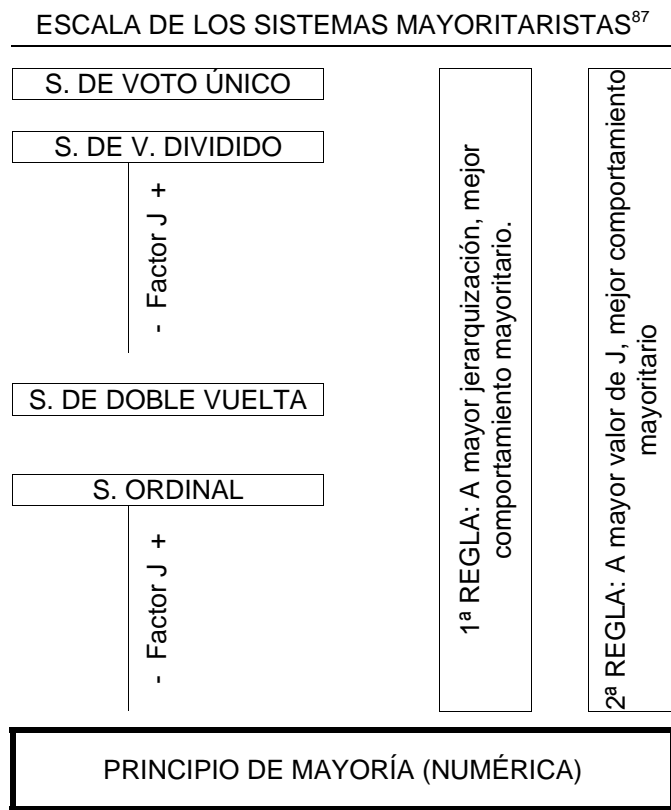 ESCALA DE LOS SISTEMAS MAYORITARISTAS87
S. DE VOTO ÚNICO
S. DE V. DIVIDIDO
- Factor J +
S. DE DOBLE VUELTA
S. ORDINAL
- Factor J +
1ª REGLA: A mayor jerarquización, mejor
comportamiento mayoritario.
2ª REGLA: A mayor valor de J, mejor comportamiento
mayoritario
PRINCIPIO DE MAYORÍA (NUMÉRICA)